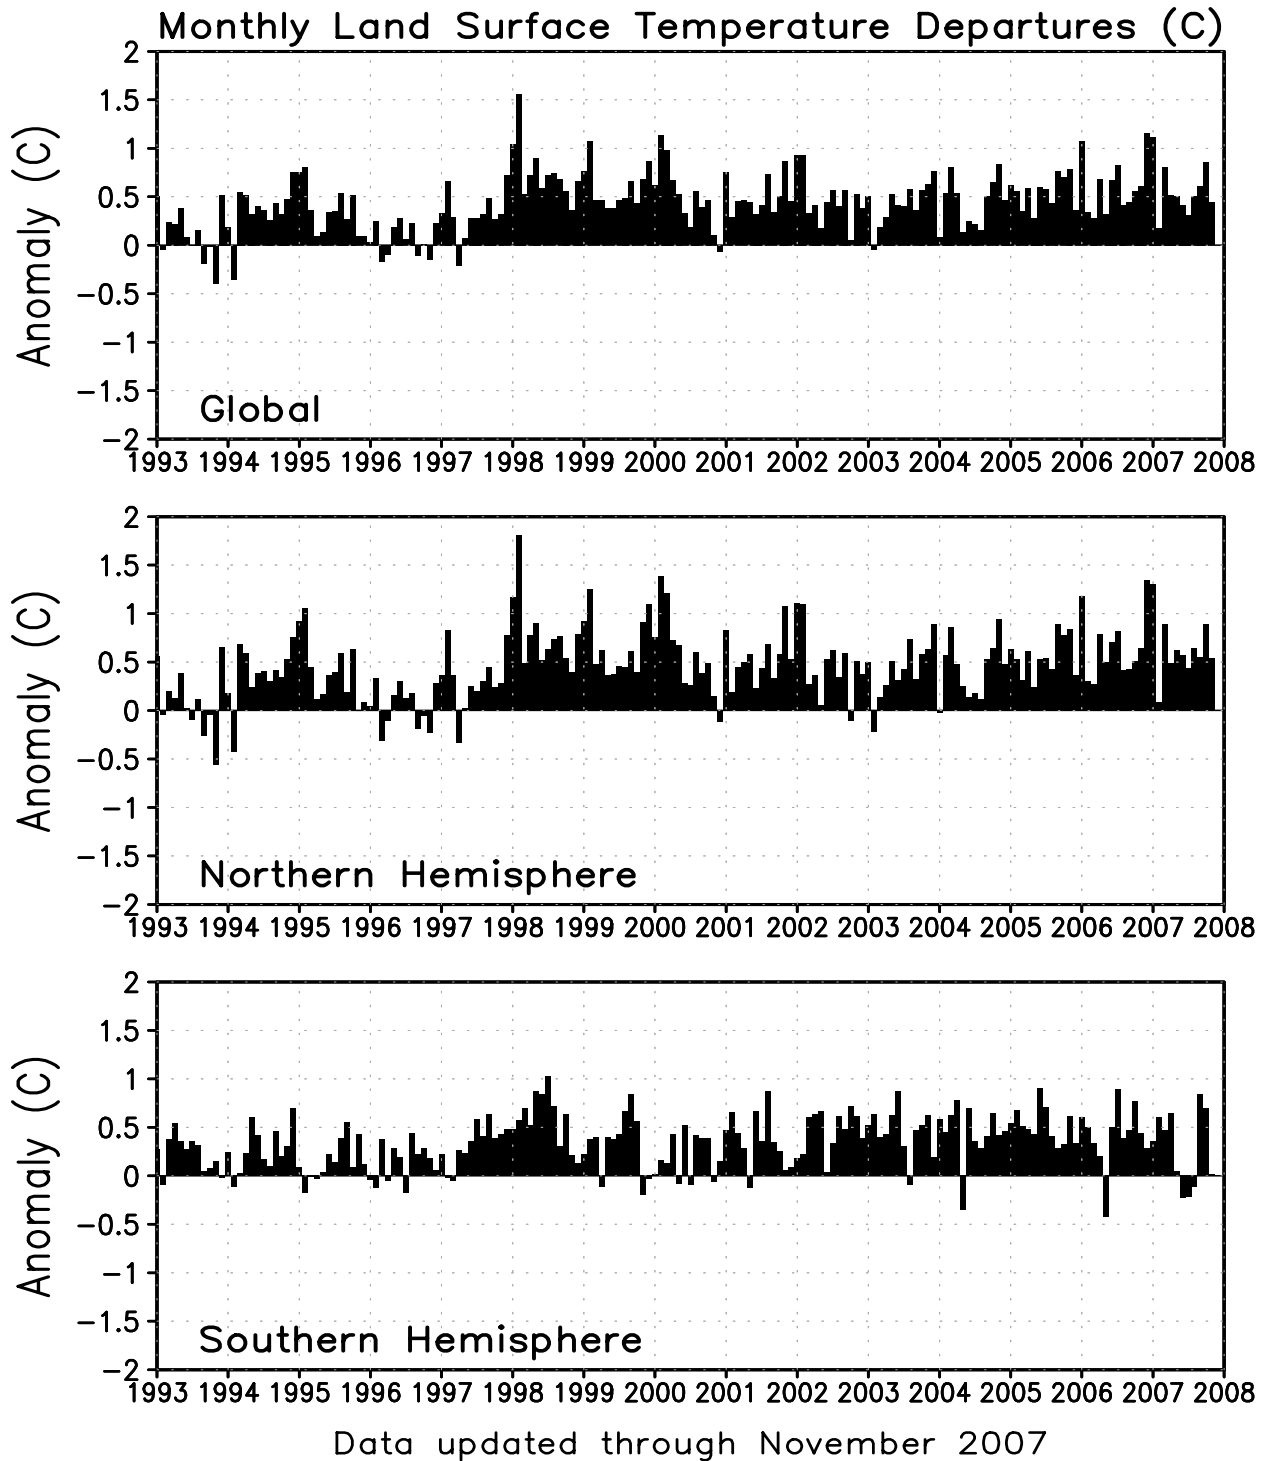 Monthly Land Surface Temperature Departures (C)
Anomaly (C)
2
1.5
1
0.5
0
−0.5
−1
−1.5
−2
Global
1993 1994 1995 1996 1997 1998 1999 2000 2001 2002 2003 2004 2005 2006 2007 2008
Anomaly (C)
2
1.5
1
0.5
0
−0.5
−1
−1.5
−2
Northern Hemisphere
1993 1994 1995 1996 1997 1998 1999 2000 2001 2002 2003 2004 2005 2006 2007 2008
Anomaly (C)
2
1.5
1
0.5
0
−0.5
−1
−1.5
−2
Southern Hemisphere
1993 1994 1995 1996 1997 1998 1999 2000 2001 2002 2003 2004 2005 2006 2007 2008
Data updated through November 2007